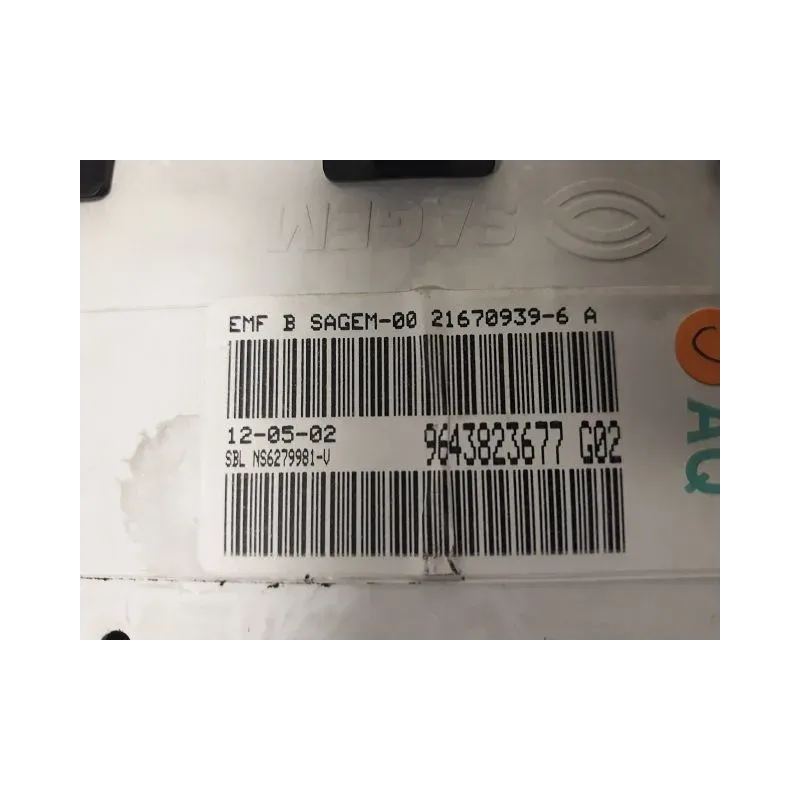 SAGEM
EMF B SAGEM-00 21670939-6 A
12-05-02 9643823677 G02
SBL NS6279981-V
AQ